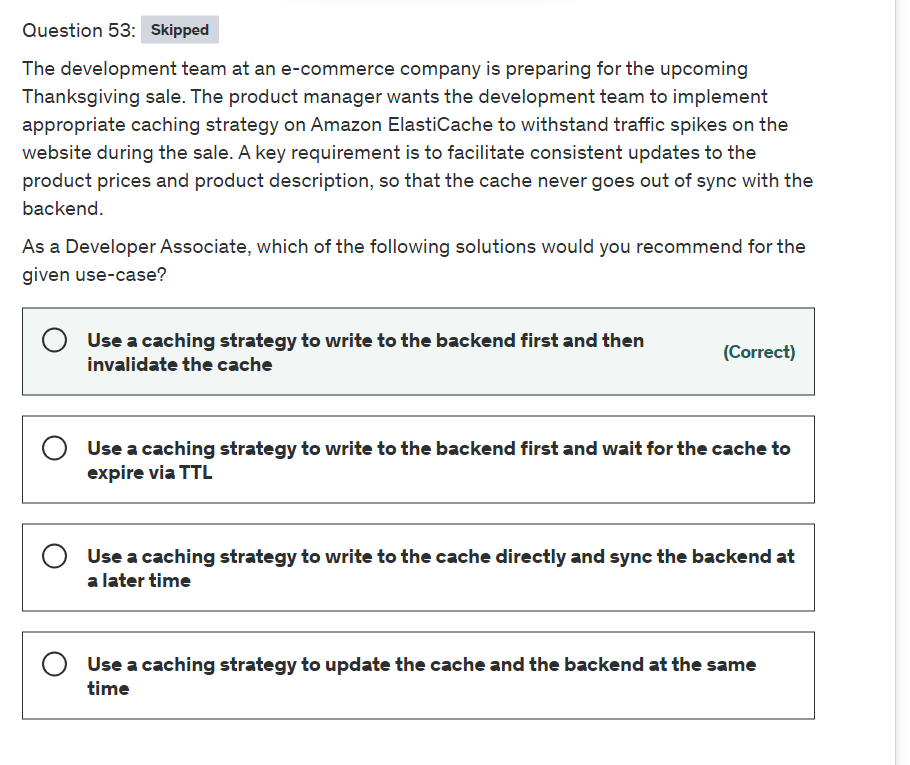 Question 53: Skipped
The development team at an e-commerce company is preparing for the upcoming
Thanksgiving sale. The product manager wants the development team to implement
appropriate caching strategy on Amazon ElastiCache to withstand traffic spikes on the
website during the sale. A key requirement is to facilitate consistent updates to the
product prices and product description, so that the cache never goes out of sync with the
backend.
As a Developer Associate, which of the following solutions would you recommend for the
given use-case?
Use a caching strategy to write to the backend first and then
invalidate the cache
(Correct)
Use a caching strategy to write to the backend first and wait for the cache to
expire via TTL
Use a caching strategy to write to the cache directly and sync the backend at
a later time
Use a caching strategy to update the cache and the backend at the same
time